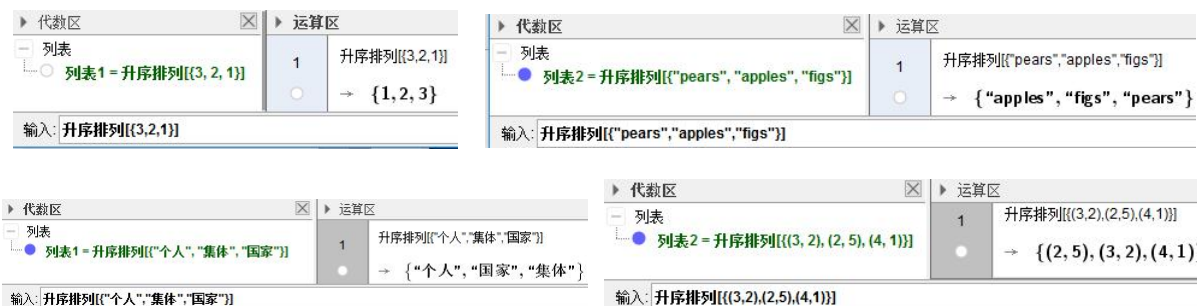 代数区
运算区
列表
列表1 = 升序排列[{3, 2, 1}]
1
升序排列[{3,2,1}]
→ {1, 2, 3}
输入: 升序排列[{3,2,1}]
代数区
运算区
列表
列表2 = 升序排列[{"pears", "apples", "figs"}]
1
升序排列[{"pears","apples","figs"}]
→ {“apples”, “figs”, “pears”}
输入: 升序排列[{"pears","apples","figs"}]
代数区
运算区
列表
列表1 = 升序排列[{"个人", "集体", "国家"}]
1
升序排列[{"个人","集体","国家"}]
→ {“个人”, “国家”, “集体”}
输入: 升序排列[{"个人","集体","国家"}]
代数区
运算区
列表
列表2 = 升序排列[{(3, 2), (2, 5), (4, 1)}]
1
升序排列[{(3,2),(2,5),(4,1)}]
→ {(2, 5), (3, 2), (4, 1)
输入: 升序排列[{(3,2),(2,5),(4,1)}]